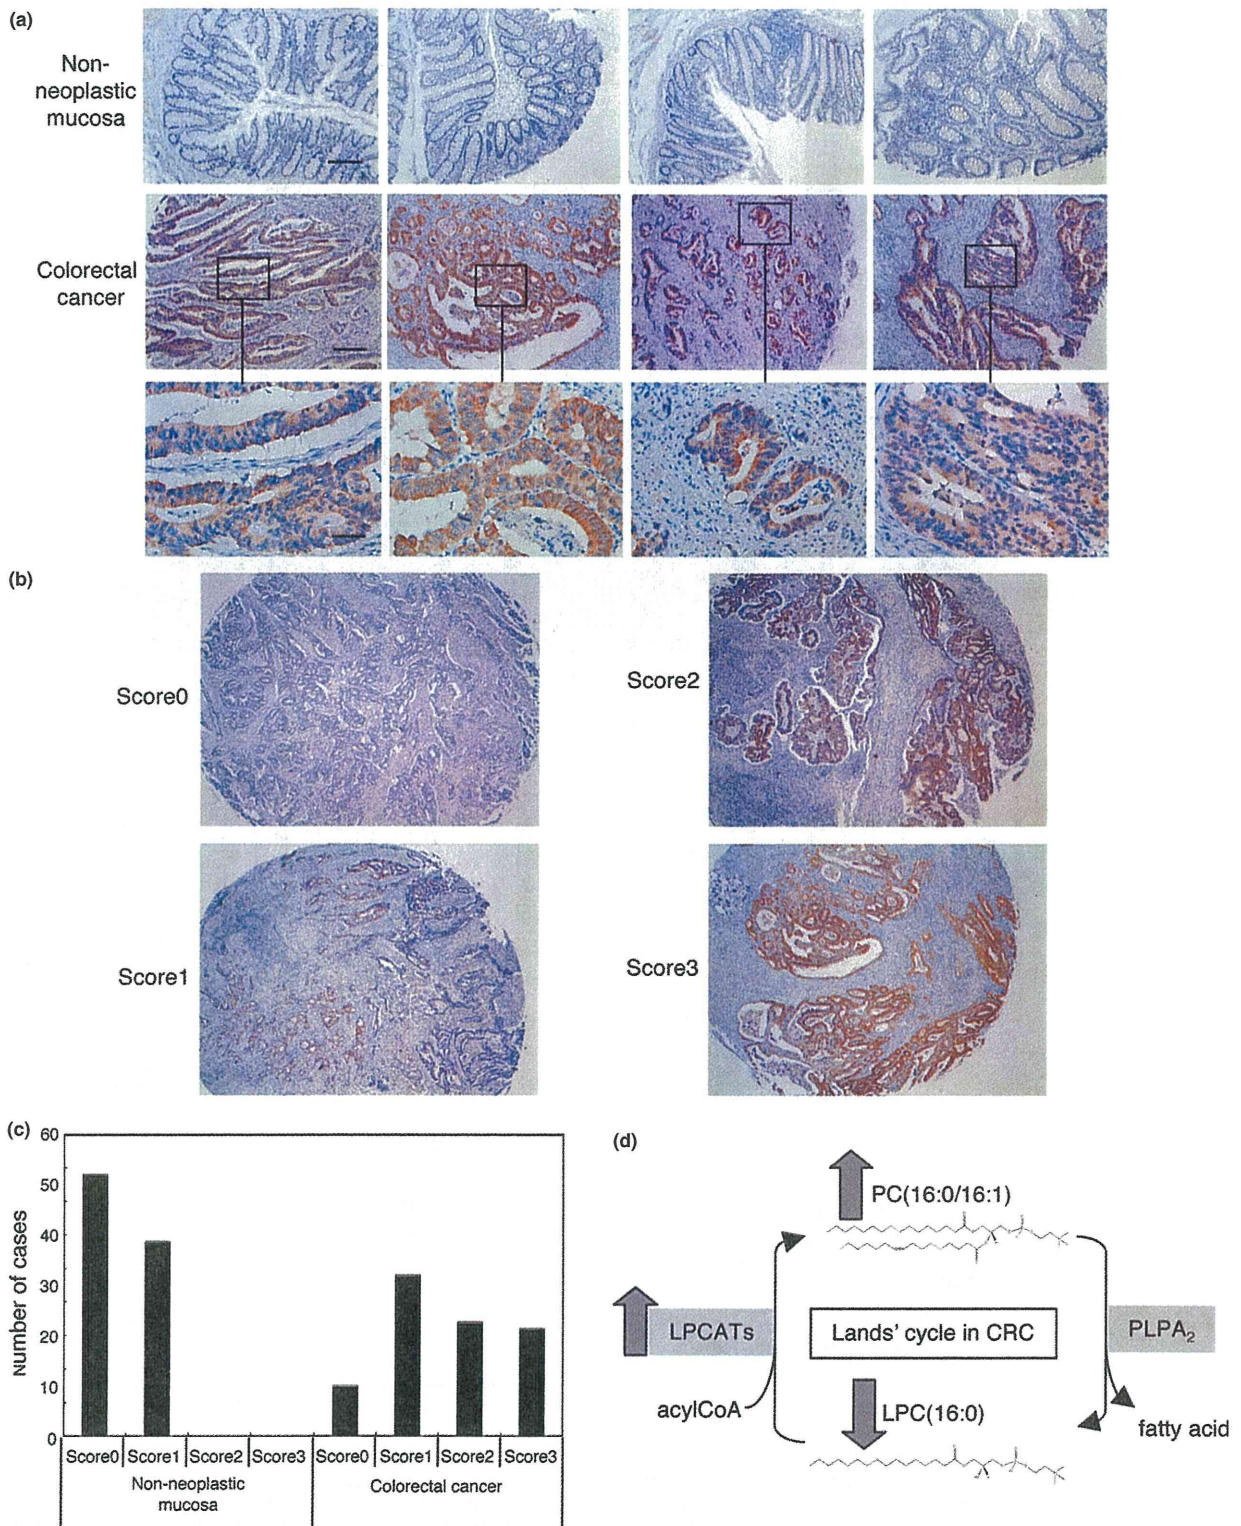 (a)
Non-
neoplastic
mucosa
Colorectal
cancer
(b)
Score0
Score2
Score1
Score3
(c)
Number of cases
60
50
40
30
20
10
0
Score0 Score1 Score2 Score3 Score0 Score1 Score2 Score3
Non-neoplastic
mucosa
Colorectal cancer
(d)
PC(16:0/16:1)
LPCATs
Lands' cycle in CRC
PLPA₂
acylCoA
LPC(16:0)
fatty acid